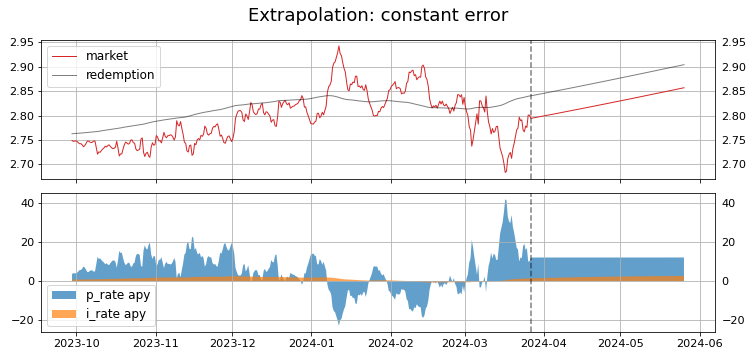 Extrapolation: constant error
2.95 2.95
market
redemption
2.90 2.90
2.85 2.85
2.80 2.80
2.75 2.75
2.70 2.70
40 40
20 20
0 0
p_rate apy
i_rate apy
−20 −20
2023-10 2023-11 2023-12 2024-01 2024-02 2024-03 2024-04 2024-05 2024-06